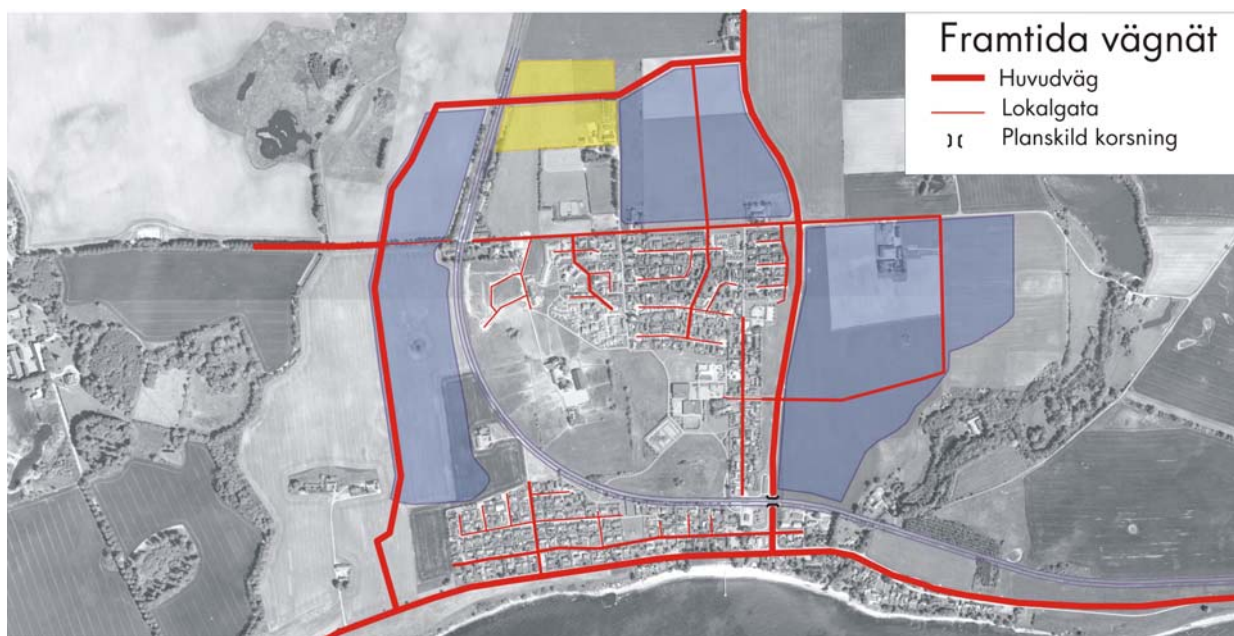 Framtida vägnät
Huvudväg
Lokalgata
Planskild korsning